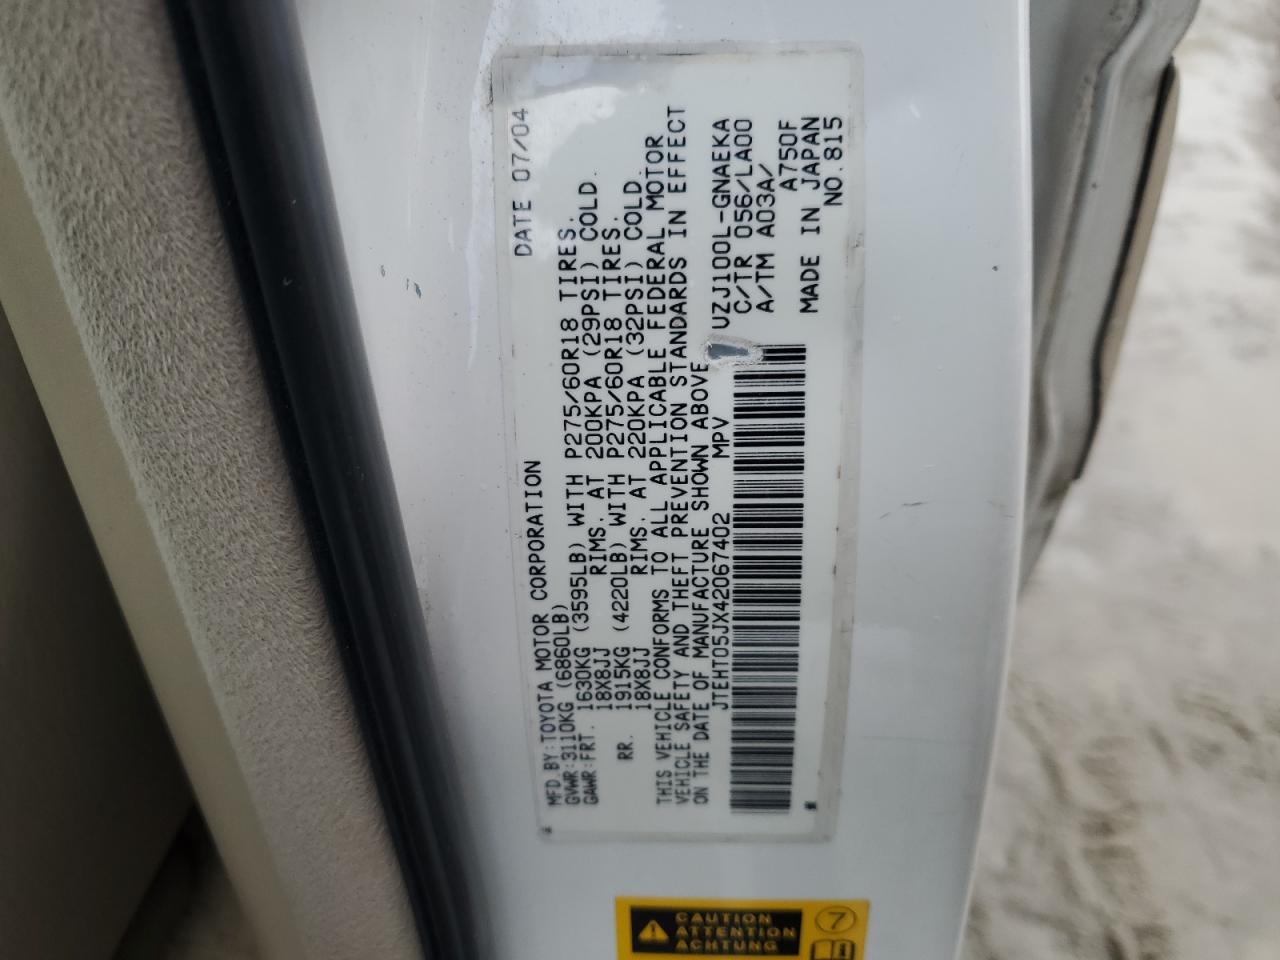 DATE 07/04
MFD.BY:TOYOTA MOTOR CORPORATION
GVWR:3110KG (6860LB)
GAWR:FRT. 1630KG (3595LB) WITH P275/60R18 TIRES.
18X8JJ RIMS. AT 200KPA (29PSI) COLD.
RR. 1915KG (4220LB) WITH P275/60R18 TIRES.
18X8JJ RIMS. AT 220KPA (32PSI) COLD.
THIS VEHICLE CONFORMS TO ALL APPLICABLE FEDERAL MOTOR
VEHICLE SAFETY AND THEFT PREVENTION STANDARDS IN EFFECT
ON THE DATE OF MANUFACTURE SHOWN ABOVE
JTEHT05JX42067402 MPV
UZJ100L-GNAEKA
C/TR 056/LA00
A/TM A03A/
A750F
MADE IN JAPAN
NO.815
CAUTION
ATTENTION
ACHTUNG
7